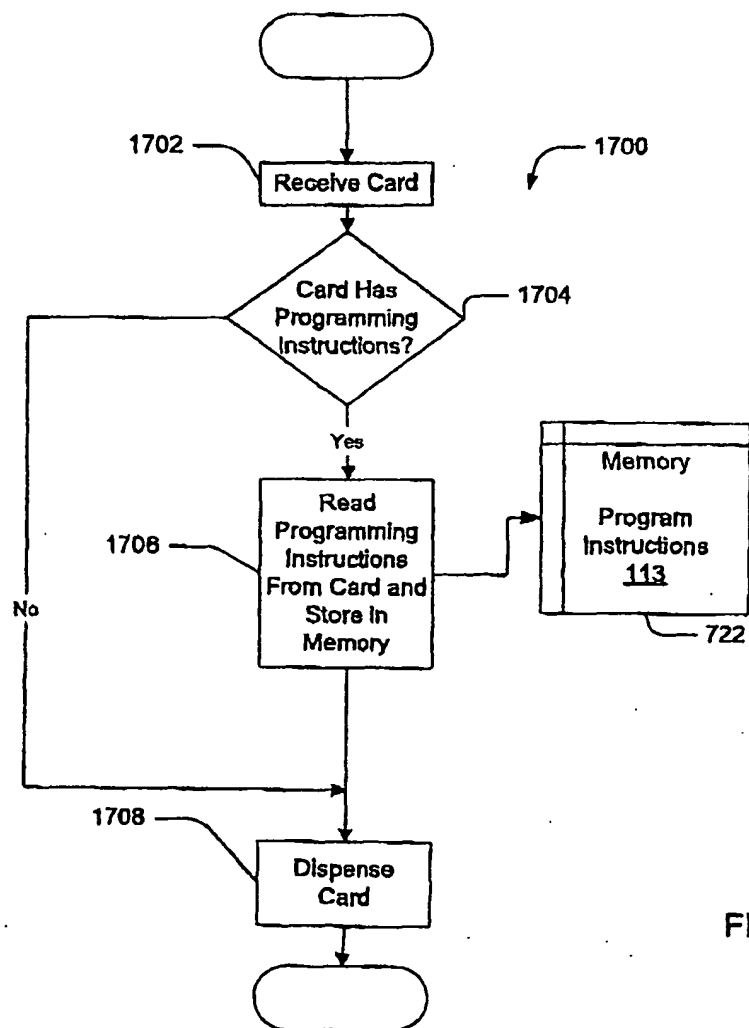 1702
1700
Receive Card
Card Has
Programming
Instructions?
1704
Yes
No
1706
Read
Programming
Instructions
From Card and
Store in
Memory
Memory
Program
Instructions
113
722
1708
Dispense
Card